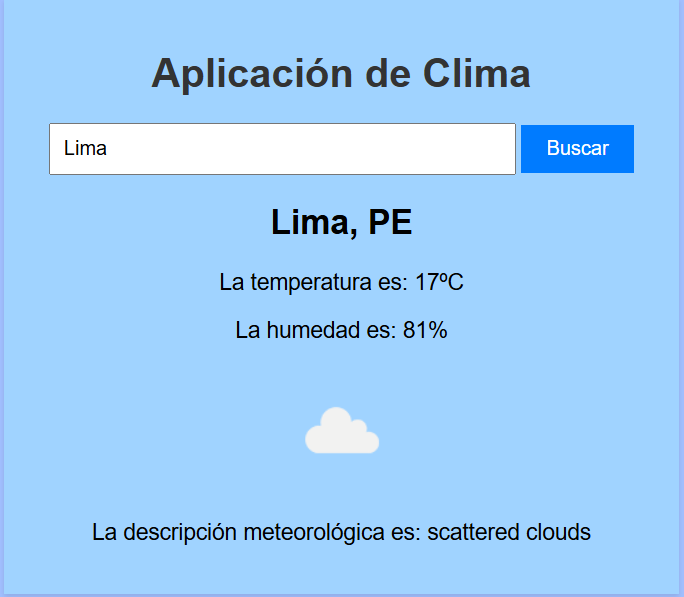 Aplicación de Clima
Lima
Buscar
Lima, PE
La temperatura es: 17ºC
La humedad es: 81%
La descripción meteorológica es: scattered clouds